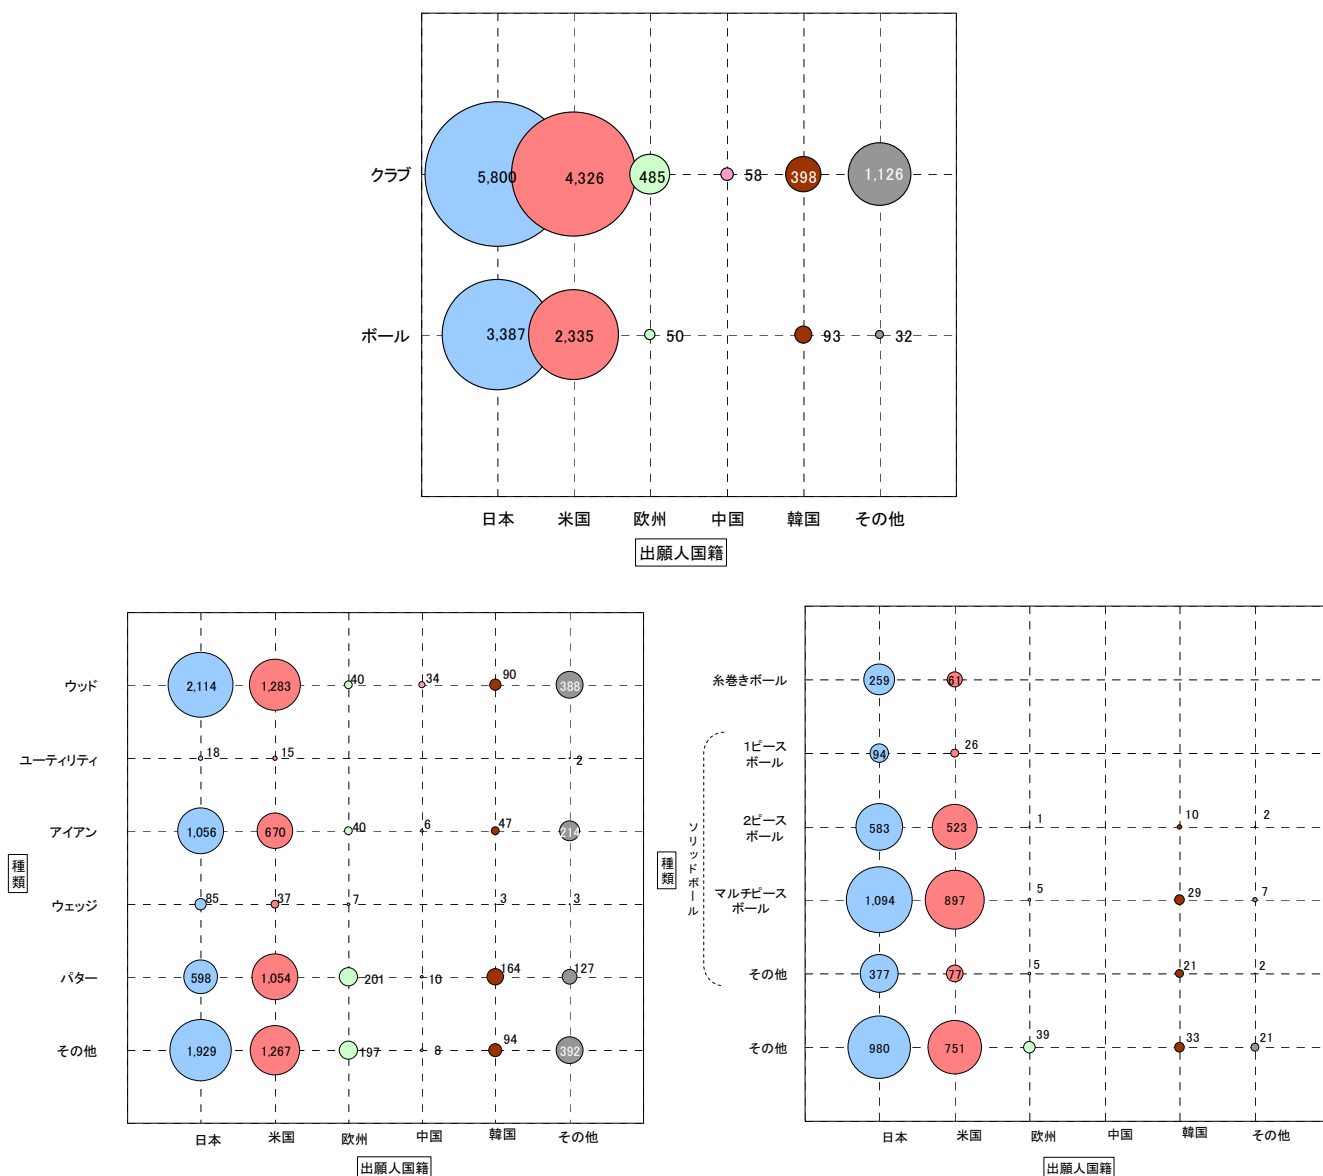 クラブ
5,800
4,326
485
58
398
1,126
ボール
3,387
2,335
50
93
32
日本 米国 欧州 中国 韓国 その他
出願人国籍
ウッド
2,114
1,283
40
34
90
388
ユーティリティ
18
15
2
アイアン
1,056
670
40
6
47
214
種類
ウェッジ
85
37
7
3
3
パター
598
1,054
201
10
164
127
その他
1,929
1,267
197
8
94
392
日本 米国 欧州 中国 韓国 その他
出願人国籍
糸巻きボール
259
61
種類
ソリッドボール
1ピース
ボール
94
26
2ピース
ボール
583
523
1
10
2
マルチピース
ボール
1,094
897
5
29
7
その他
377
77
5
21
2
その他
980
751
39
33
21
日本 米国 欧州 中国 韓国 その他
出願人国籍